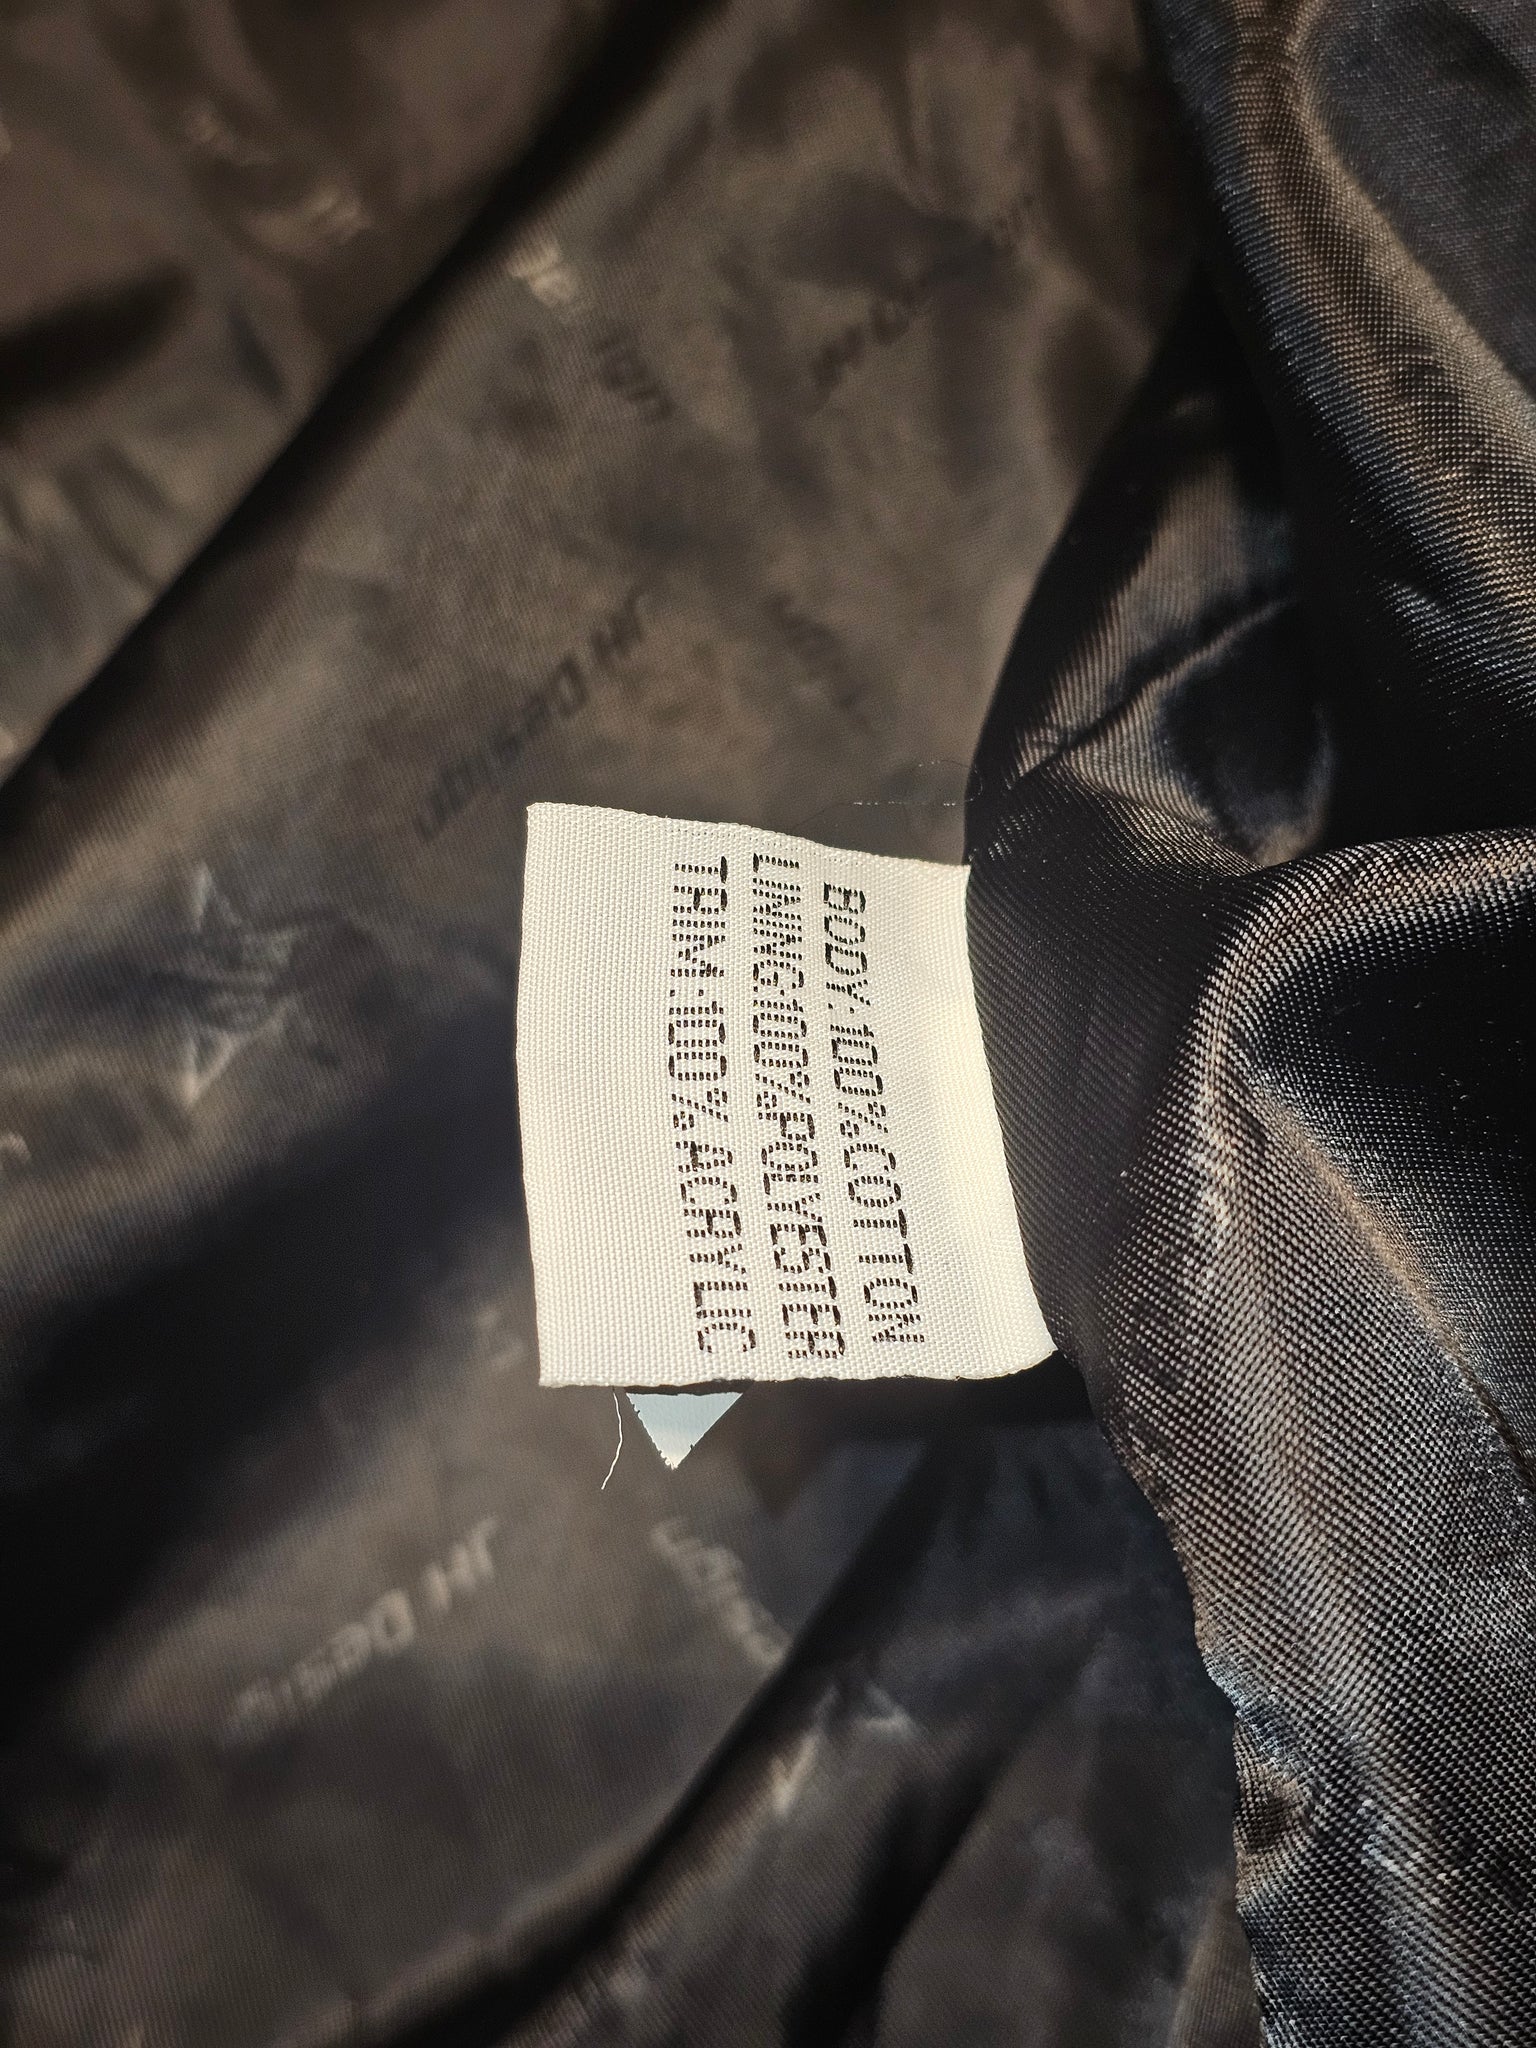 BODY:100%COTTON
LINING:100%POLYESTER
TRIM:100%ACRYLIC
JH Design
JH Design